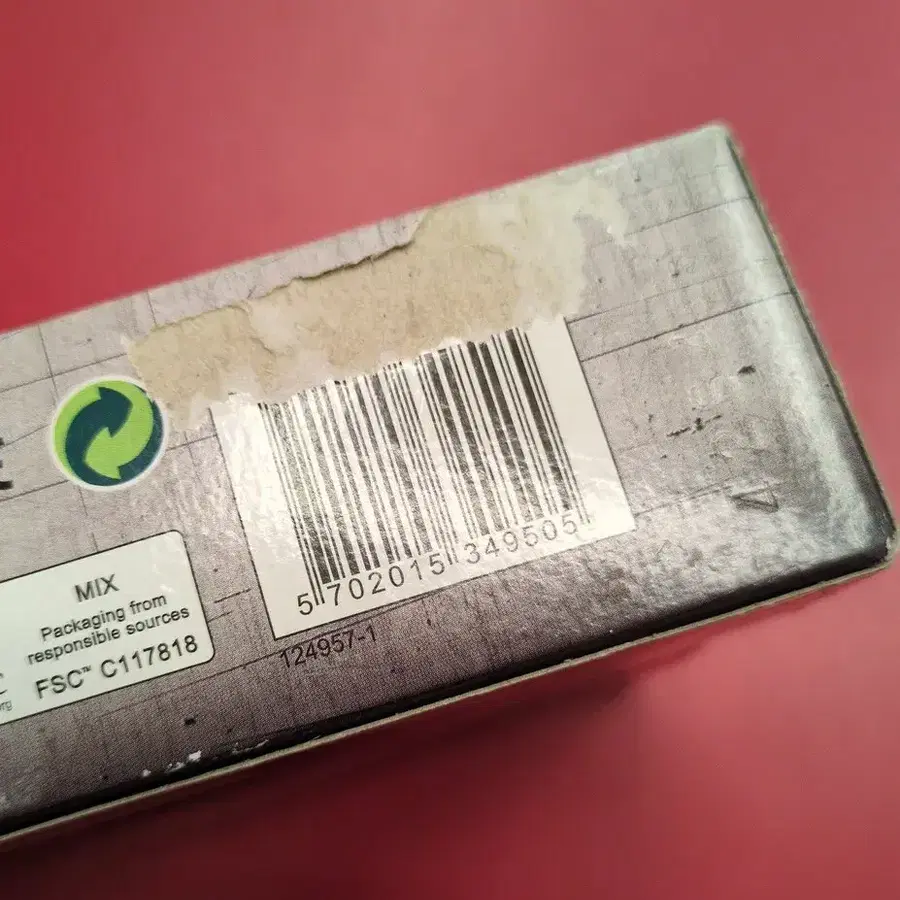 MIX
Packaging from
responsible sources
FSC™ C117818
5 702015 349505
124957-1